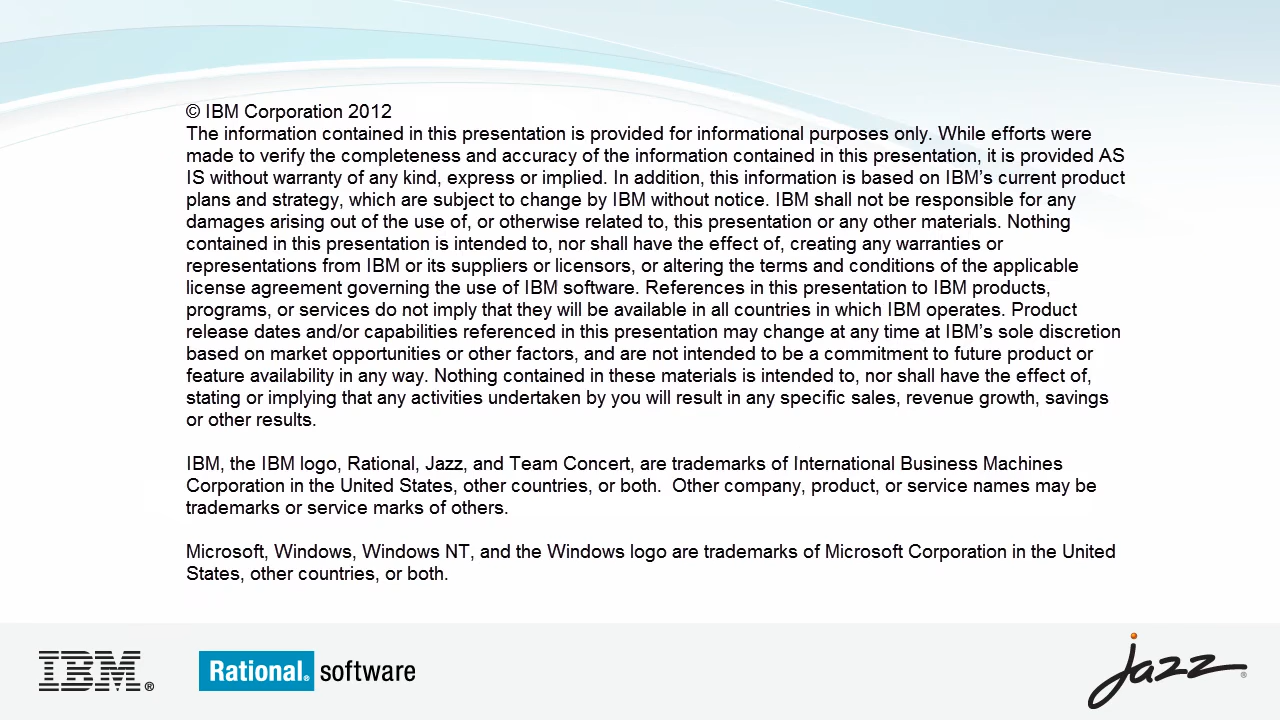 © IBM Corporation 2012
The information contained in this presentation is provided for informational purposes only. While efforts were
made to verify the completeness and accuracy of the information contained in this presentation, it is provided AS
IS without warranty of any kind, express or implied. In addition, this information is based on IBM’s current product
plans and strategy, which are subject to change by IBM without notice. IBM shall not be responsible for any
damages arising out of the use of, or otherwise related to, this presentation or any other materials. Nothing
contained in this presentation is intended to, nor shall have the effect of, creating any warranties or
representations from IBM or its suppliers or licensors, or altering the terms and conditions of the applicable
license agreement governing the use of IBM software. References in this presentation to IBM products,
programs, or services do not imply that they will be available in all countries in which IBM operates. Product
release dates and/or capabilities referenced in this presentation may change at any time at IBM’s sole discretion
based on market opportunities or other factors, and are not intended to be a commitment to future product or
feature availability in any way. Nothing contained in these materials is intended to, nor shall have the effect of,
stating or implying that any activities undertaken by you will result in any specific sales, revenue growth, savings
or other results.
IBM, the IBM logo, Rational, Jazz, and Team Concert, are trademarks of International Business Machines
Corporation in the United States, other countries, or both.  Other company, product, or service names may be
trademarks or service marks of others.
Microsoft, Windows, Windows NT, and the Windows logo are trademarks of Microsoft Corporation in the United
States, other countries, or both.
IBM® Rational® software jazz®